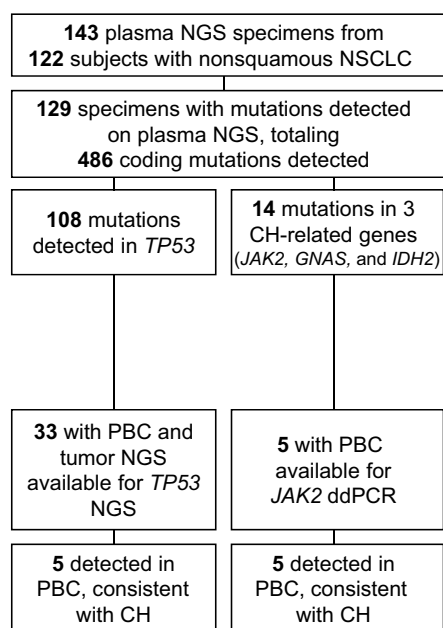 143 plasma NGS specimens from
122 subjects with nonsquamous NSCLC
129 specimens with mutations detected
on plasma NGS, totaling
486 coding mutations detected
108 mutations
detected in TP53
14 mutations in 3
CH-related genes
(JAK2, GNAS, and IDH2)
33 with PBC and
tumor NGS
available for TP53
NGS
5 with PBC
available for
JAK2 ddPCR
5 detected in
PBC, consistent
with CH
5 detected in
PBC, consistent
with CH